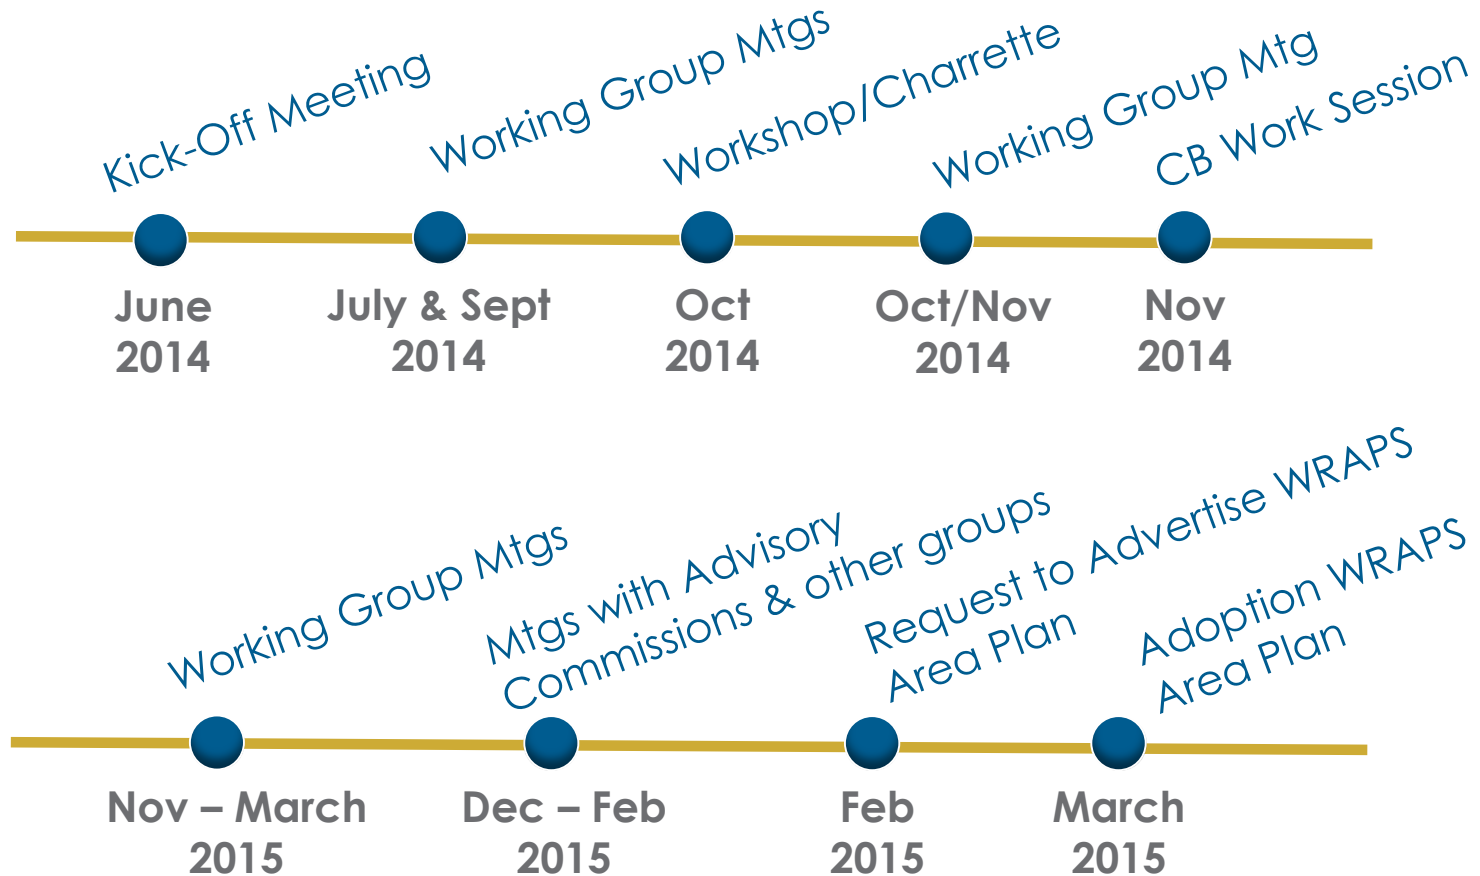 Kick-Off Meeting
Working Group Mtgs
Workshop/Charrette
Working Group Mtg
CB Work Session
June
2014
July & Sept
2014
Oct
2014
Oct/Nov
2014
Nov
2014
Working Group Mtgs
Mtgs with Advisory
Commissions & other groups
Request to Advertise WRAPS
Area Plan
Adoption WRAPS
Area Plan
Nov – March
2015
Dec – Feb
2015
Feb
2015
March
2015